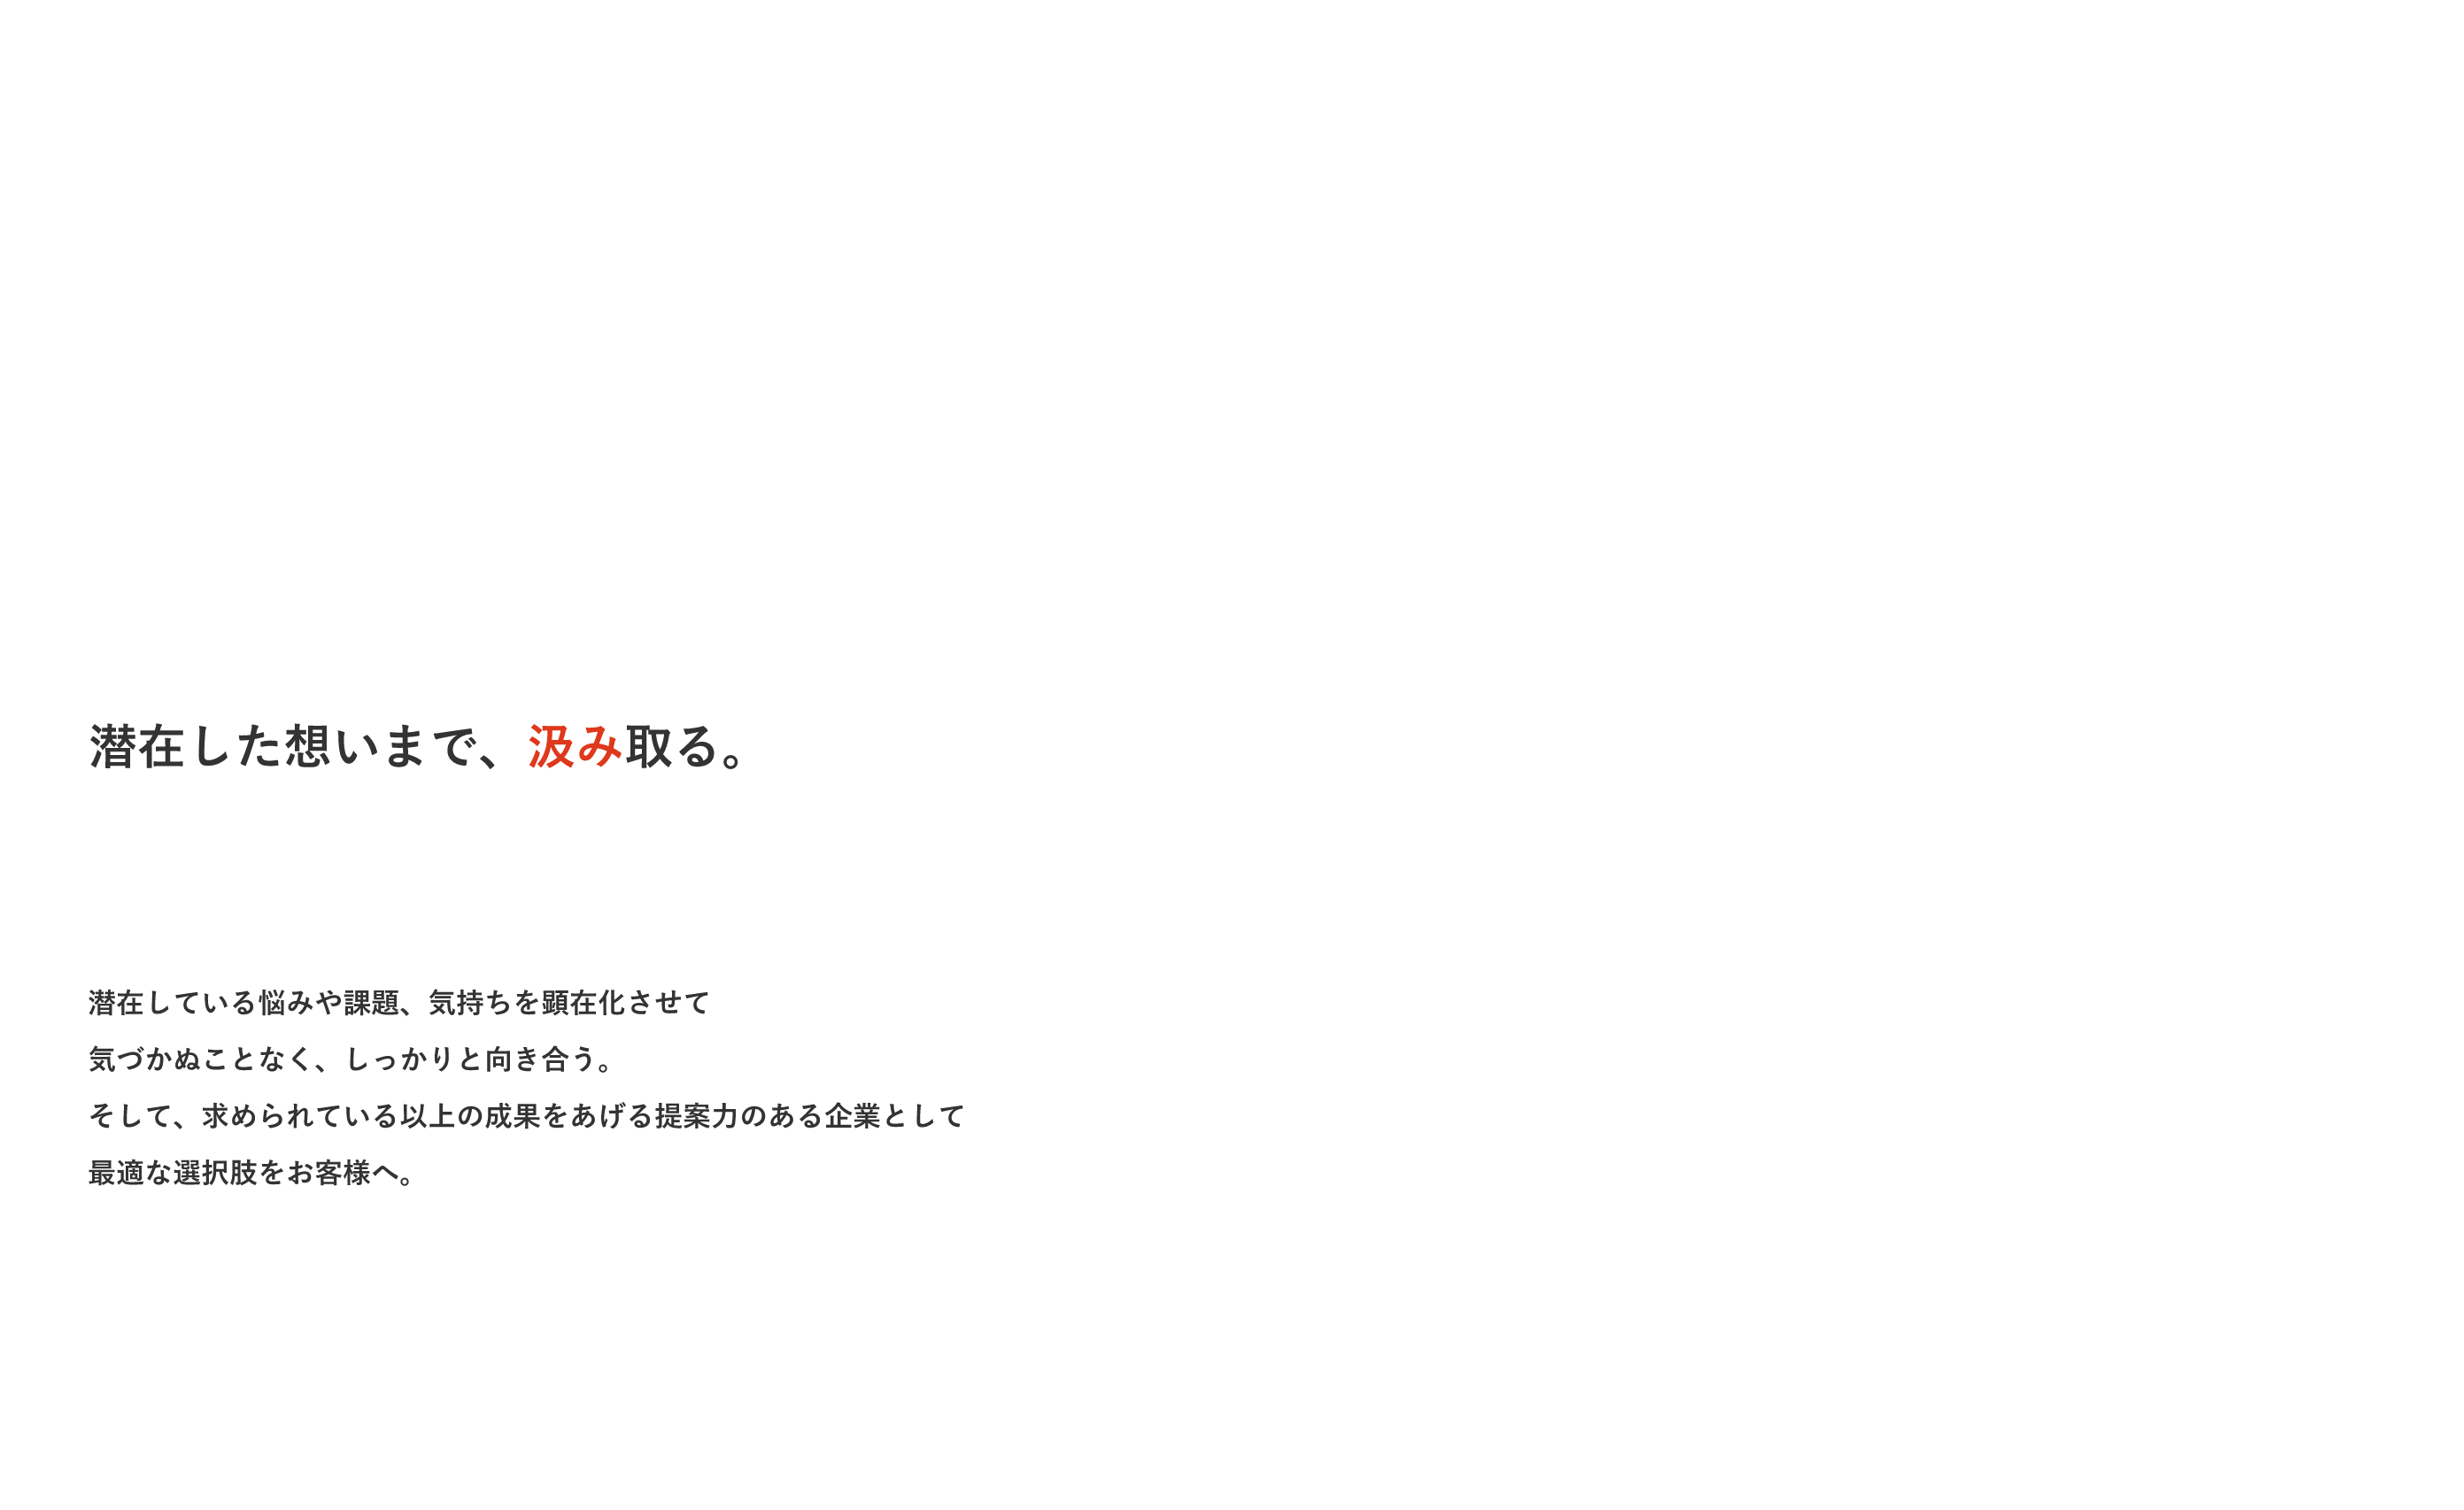 潜在した想いまで、汲み取る。
潜在している悩みや課題、気持ちを顕在化させて
気づかぬことなく、しっかりと向き合う。
そして、求められている以上の成果をあげる提案力のある企業として
最適な選択肢をお客様へ。